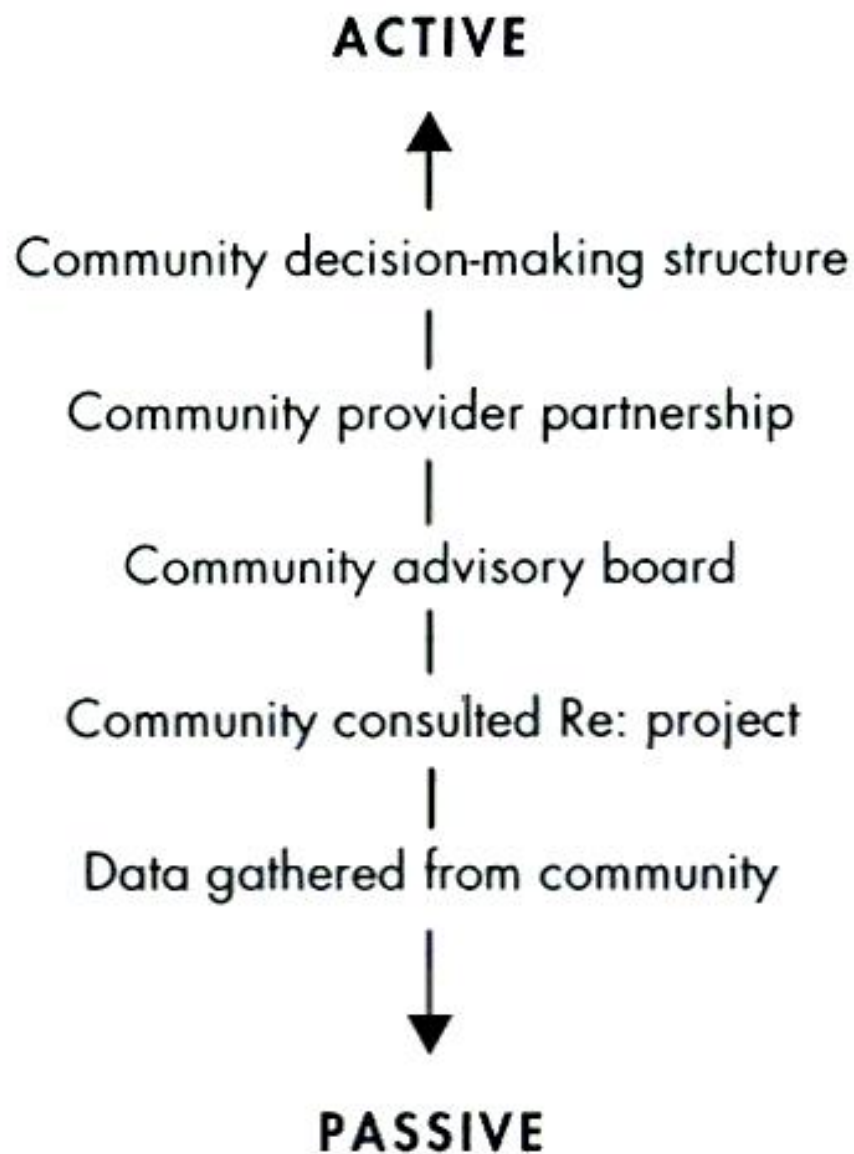 ACTIVE
Community decision-making structure
Community provider partnership
Community advisory board
Community consulted Re: project
Data gathered from community
PASSIVE